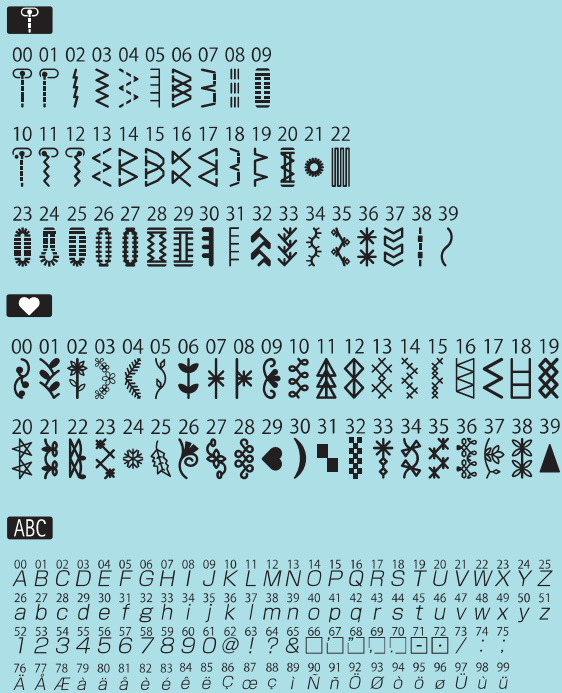 00 01 02 03 04 05 06 07 08 09
10 11 12 13 14 15 16 17 18 19 20 21 22
23 24 25 26 27 28 29 30 31 32 33 34 35 36 37 38 39
00 01 02 03 04 05 06 07 08 09 10 11 12 13 14 15 16 17 18 19
20 21 22 23 24 25 26 27 28 29 30 31 32 33 34 35 36 37 38 39
ABC
00 01 02 03 04 05 06 07 08 09 10 11 12 13 14 15 16 17 18 19 20 21 22 23 24 25
A B C D E F G H I J K L M N O P Q R S T U V W X Y Z
26 27 28 29 30 31 32 33 34 35 36 37 38 39 40 41 42 43 44 45 46 47 48 49 50 51
a b c d e f g h i j k l m n o p q r s t u v w x y z
52 53 54 55 56 57 58 59 60 61 62 63 64 65 66 67 68 69 70 71 72 73 74 75
1 2 3 4 5 6 7 8 9 0 @ ! ? & _ ' " , . - · / : ;
76 77 78 79 80 81 82 83 84 85 86 87 88 89 90 91 92 93 94 95 96 97 98 99
Ä Å Æ à ä å è é ê ë Ç œ ç ì Ñ ñ Ö Ø ò ö ø Ü ù ü